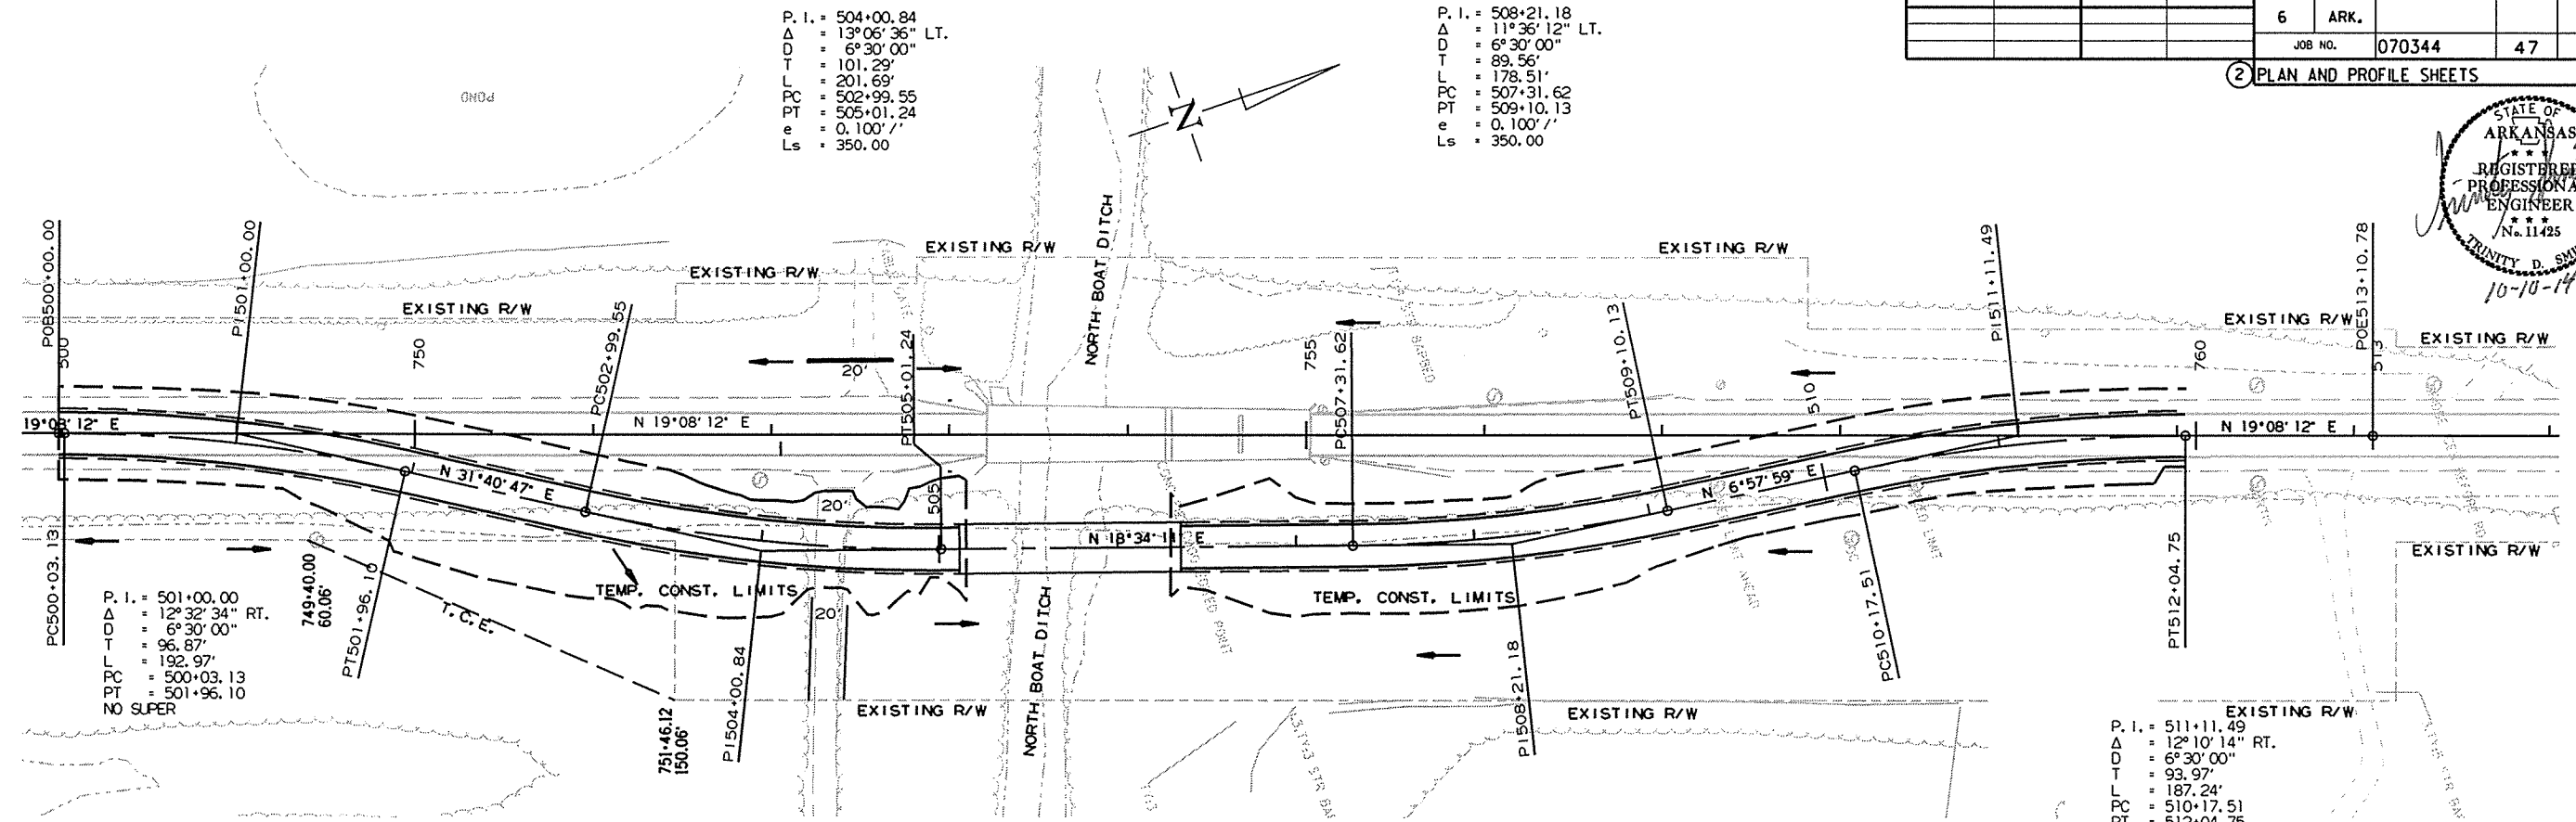 P. I. = 504+00.84
Δ = 13°06'36" LT.
D = 6°30'00"
T = 101.29'
L = 201.69'
PC = 502+99.55
PT = 505+01.24
e = 0.100'/'
Ls = 350.00
P. I. = 508+21.18
Δ = 11°36'12" LT.
D = 6°30'00"
T = 89.56'
L = 178.51'
PC = 507+31.62
PT = 509+10.13
e = 0.100'/'
Ls = 350.00
6 ARK.
JOB NO. 070344 47
2 PLAN AND PROFILE SHEETS
STATE OF
ARKANSAS
REGISTERED
PROFESSIONAL
ENGINEER
No. 11425
TRINITY D.
10-10-14
POND
N
POB500+00.00
500
PI501+00.00
EXISTING R/W
750
EXISTING R/W
PC502+99.55
EXISTING R/W
20'
PT505+01.24
NORTH BOAT DITCH
755
PC507+31.62
EXISTING R/W
PT509+10.13
510
PI511+11.49
760
EXISTING R/W
POE513+10.78
513
EXISTING R/W
19°08'12" E
N 19°08'12" E
N 19°08'12" E
N 31°40'47" E
20'
505
N 18°34'11" E
N 6°57'59" E
PC500+03.13
749+40.00
60.06'
PT501+96.10
T.C.E.
TEMP. CONST. LIMITS
20'
TEMP. CONST. LIMITS
PC510+17.51
PT512+04.75
EXISTING R/W
P. I. = 501+00.00
Δ = 12°32'34" RT.
D = 6°30'00"
T = 96.87'
L = 192.97'
PC = 500+03.13
PT = 501+96.10
NO SUPER
751+46.12
150.06'
PI504+00.84
EXISTING R/W
NORTH BOAT DITCH
PI508+21.18
EXISTING R/W
EXISTING R/W
P. I. = 511+11.49
Δ = 12°10'14" RT.
D = 6°30'00"
T = 93.97'
L = 187.24'
PC = 510+17.51
PT = 512+04.75